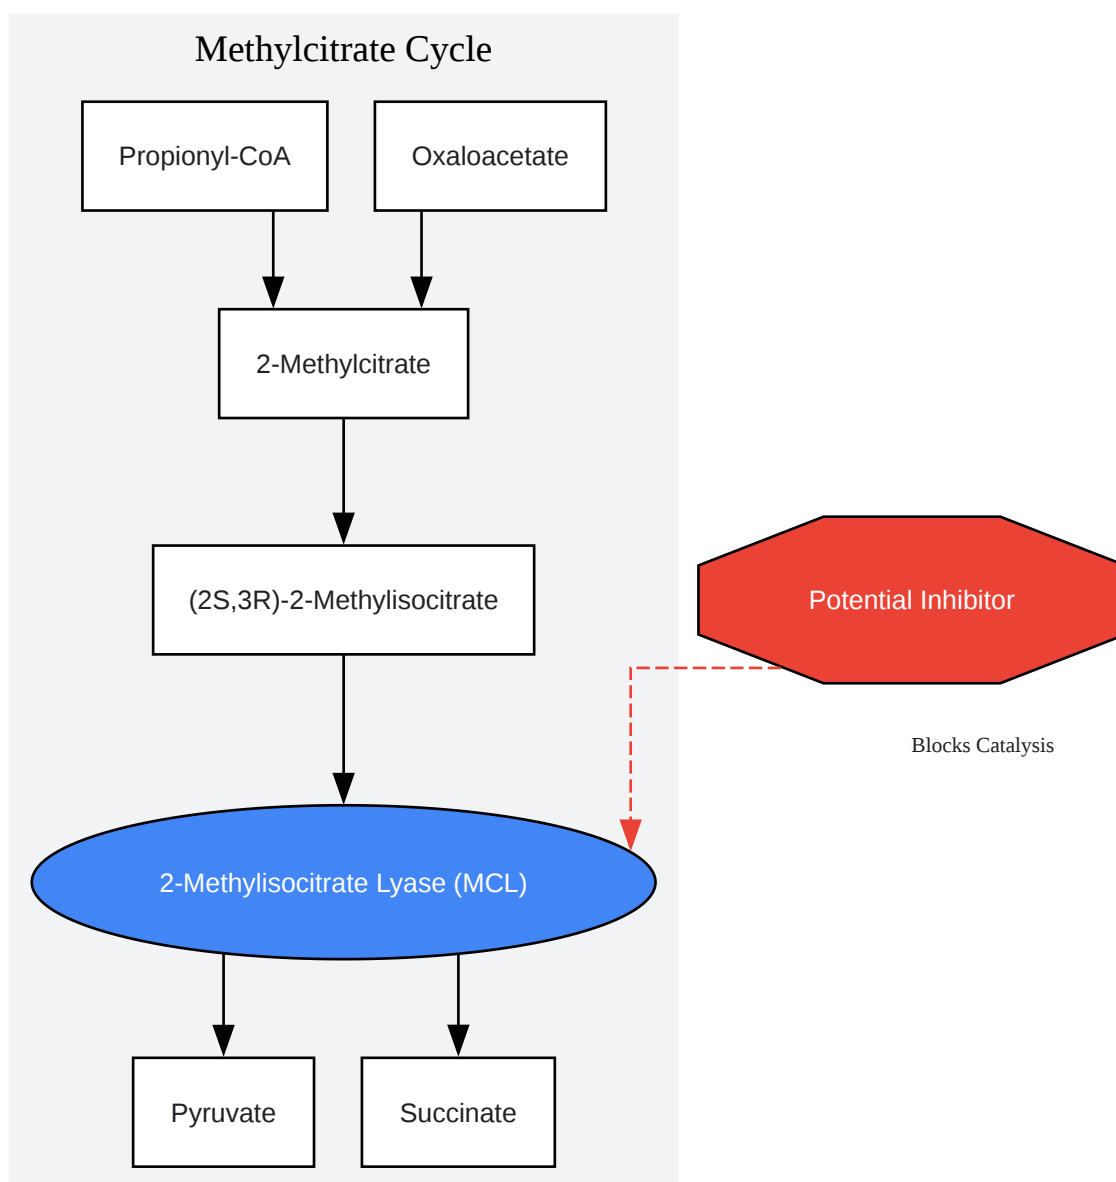 Methylcitrate Cycle
Propionyl-CoA
Oxaloacetate
2-Methylcitrate
(2S,3R)-2-Methylisocitrate
Potential Inhibitor
Blocks Catalysis
2-Methylisocitrate Lyase (MCL)
Pyruvate
Succinate